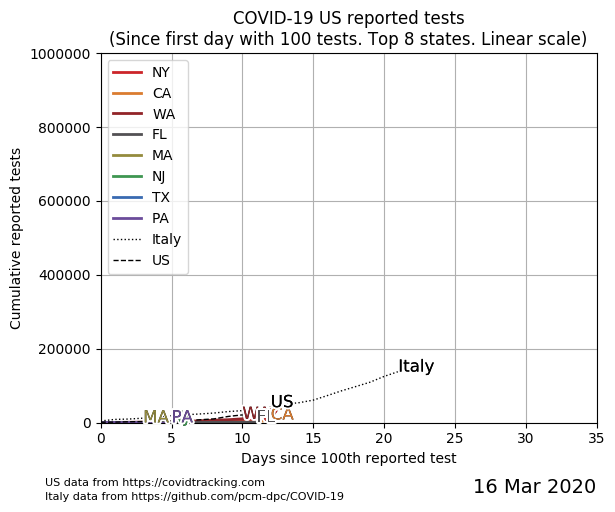 COVID-19 US reported tests
(Since first day with 100 tests. Top 8 states. Linear scale)
1000000
800000
600000
400000
200000
0
Cumulative reported tests
NY
CA
WA
FL
MA
NJ
TX
PA
Italy
US
Italy
US
CA
FL
MA
PA
0 5 10 15 20 25 30 35
Days since 100th reported test
US data from https://covidtracking.com
Italy data from https://github.com/pcm-dpc/COVID-19
16 Mar 2020